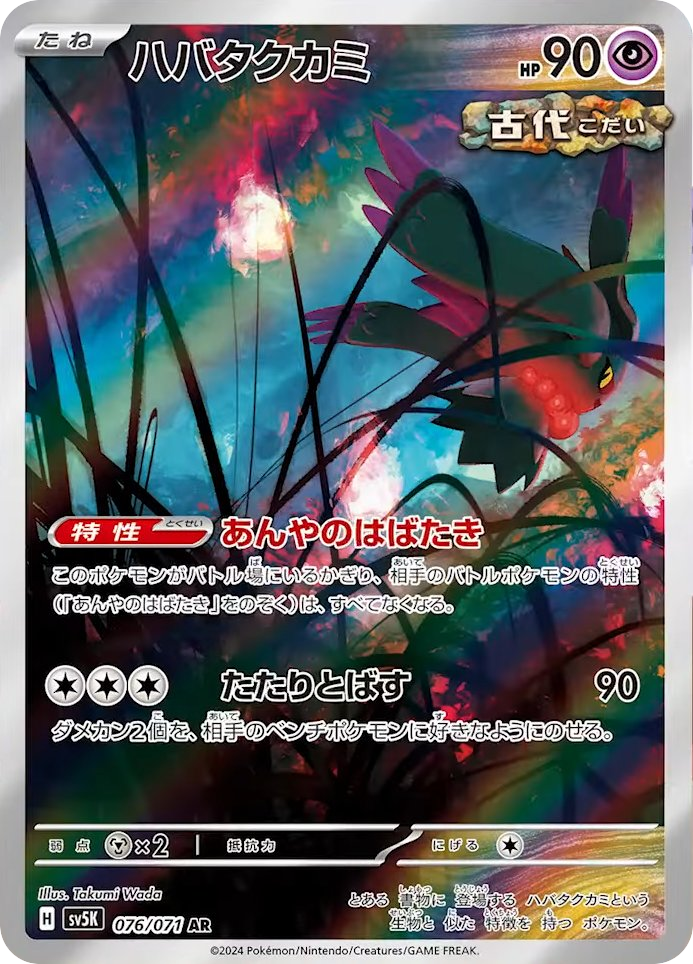 たね ハバタクカミ HP 90
古代 こだい
特性 とくせい あんやのはばたき
このポケモンがバトル場にいるかぎり、相手のバトルポケモンの特性
(「あんやのはばたき」をのぞく)は、すべてなくなる。
たたりとばす 90
ダメカン2個を、相手のベンチポケモンに好きなようにのせる。
弱点 ×2 抵抗力 にげる
Illus. Takumi Wada
とある 書物に 登場する ハバタクカミという
生物と 似た 特徴を 持つ ポケモン。
H sv5K 076/071 AR
©2024 Pokémon/Nintendo/Creatures/GAME FREAK.